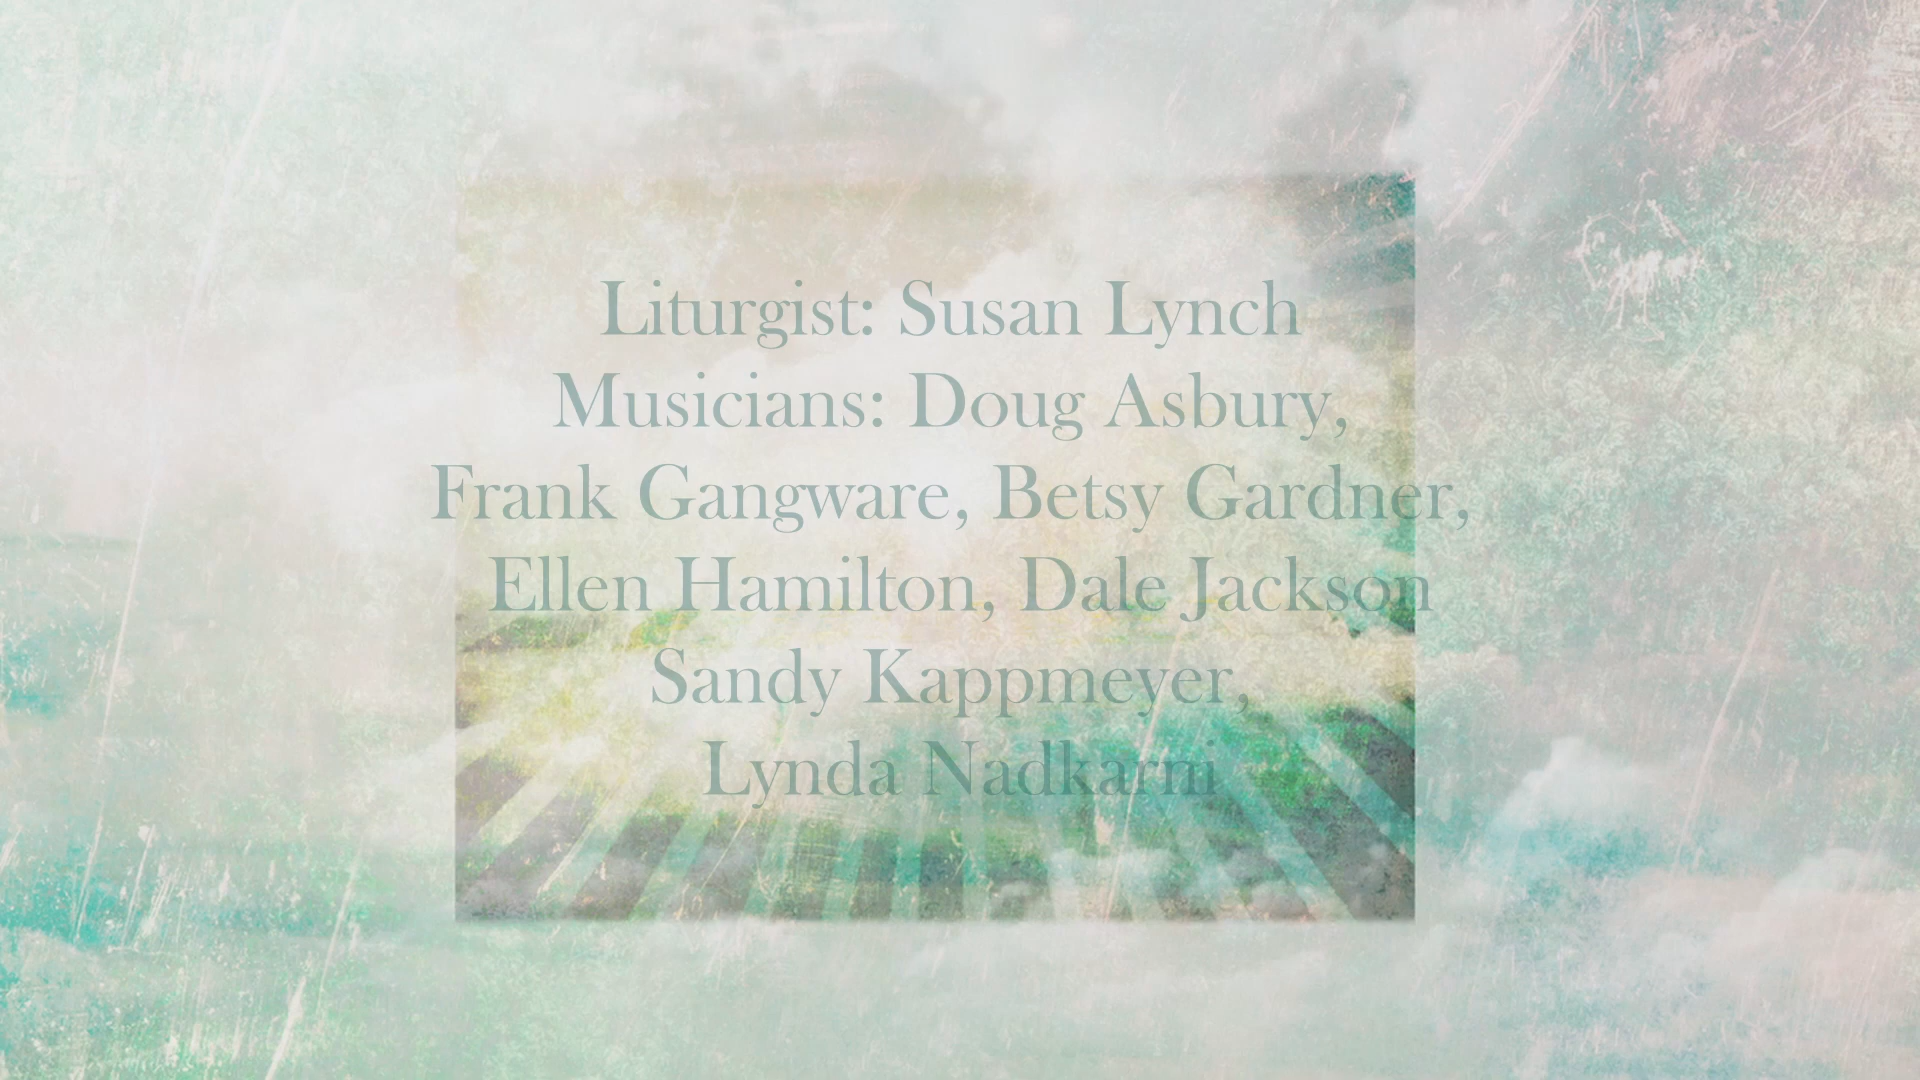 Liturgist: Susan Lynch
Musicians: Doug Asbury,
Frank Gangware, Betsy Gardner,
Ellen Hamilton, Dale Jackson
Sandy Kappmeyer,
Lynda Nadkarni